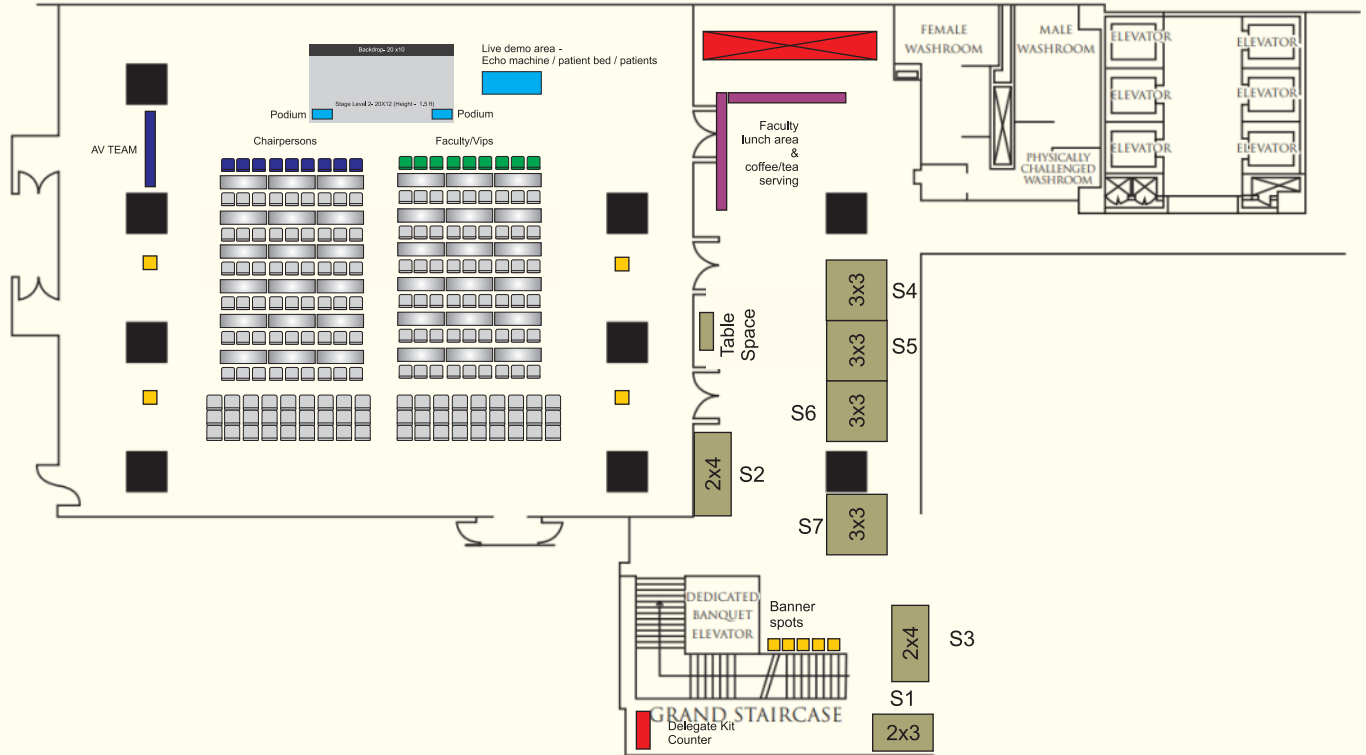 Backdrop- 20 x10
Stage Level 2- 20X12 (Height - 1.5 ft)
Live demo area -
Echo machine / patient bed / patients
Podium
Podium
AV TEAM
Chairpersons
Faculty/Vips
Faculty
lunch area
&
coffee/tea
serving
FEMALE
WASHROOM
MALE
WASHROOM
PHYSICALLY
CHALLENGED
WASHROOM
ELEVATOR
ELEVATOR
ELEVATOR
ELEVATOR
ELEVATOR
ELEVATOR
3x3
S4
3x3
S5
3x3
S6
Table
Space
2x4
S2
3x3
S7
DEDICATED
BANQUET
ELEVATOR
Banner
spots
2x4
S3
S1
2x3
GRAND STAIRCASE
Delegate Kit
Counter